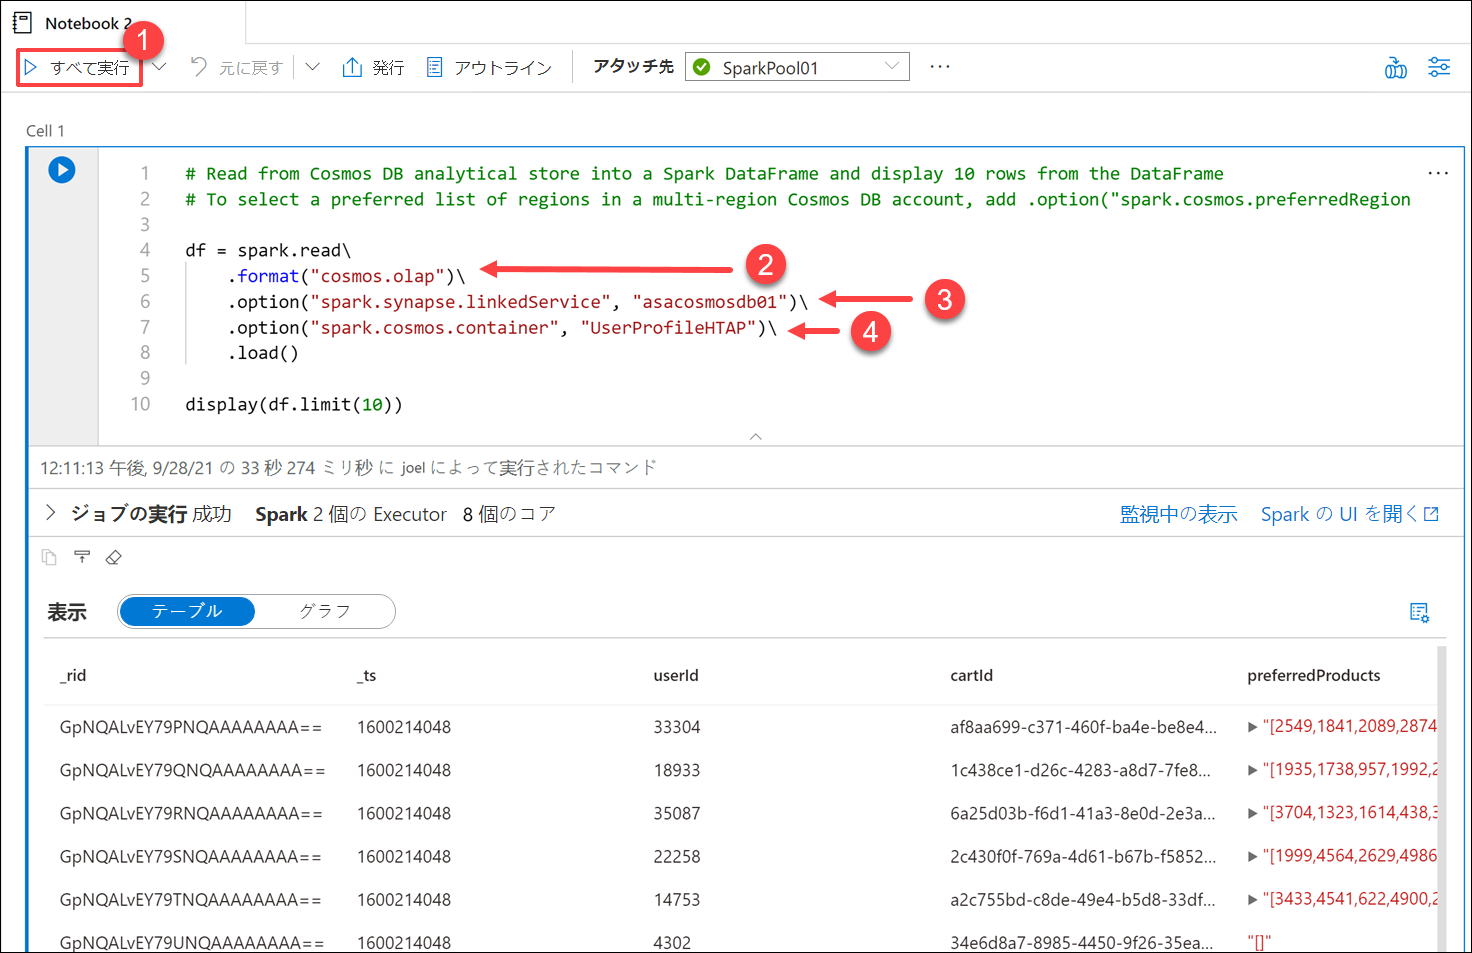 Notebook 2
1
すべて実行 元に戻す 発行 アウトライン アタッチ先 SparkPool01 ...
Cell 1
1 # Read from Cosmos DB analytical store into a Spark DataFrame and display 10 rows from the DataFrame ...
2 # To select a preferred list of regions in a multi-region Cosmos DB account, add .option("spark.cosmos.preferredRegion
3
4 df = spark.read\
5 .format("cosmos.olap")\ 2
6 .option("spark.synapse.linkedService", "asacosmosdb01")\ 3
7 .option("spark.cosmos.container", "UserProfileHTAP")\ 4
8 .load()
9
10 display(df.limit(10))
12:11:13 午後, 9/28/21 の 33 秒 274 ミリ秒 に joel によって実行されたコマンド
ジョブの実行 成功 Spark 2 個の Executor 8 個のコア 監視中の表示 Spark の UI を開く
表示 テーブル グラフ
_rid _ts userId cartId preferredProducts
GpNQALvEY79PNQAAAAAAAA== 1600214048 33304 af8aa699-c371-460f-ba4e-be8e4... "[2549,1841,2089,2874
GpNQALvEY79QNQAAAAAAAA== 1600214048 18933 1c438ce1-d26c-4283-a8d7-7fe8... "[1935,1738,957,1992,2
GpNQALvEY79RNQAAAAAAAA== 1600214048 35087 6a25d03b-f6d1-41a3-8e0d-2e3a... "[3704,1323,1614,438,3
GpNQALvEY79SNQAAAAAAAA== 1600214048 22258 2c430f0f-769a-4d61-b67b-f5852... "[1999,4564,2629,4986
GpNQALvEY79TNQAAAAAAAA== 1600214048 14753 a2c755bd-c8de-49e4-b5d8-33df... "[3433,4541,622,4900,2
GpNQALvEY79UNQAAAAAAAA== 1600214048 4302 34e6d8a7-8985-4450-9f26-35ea... "[]"